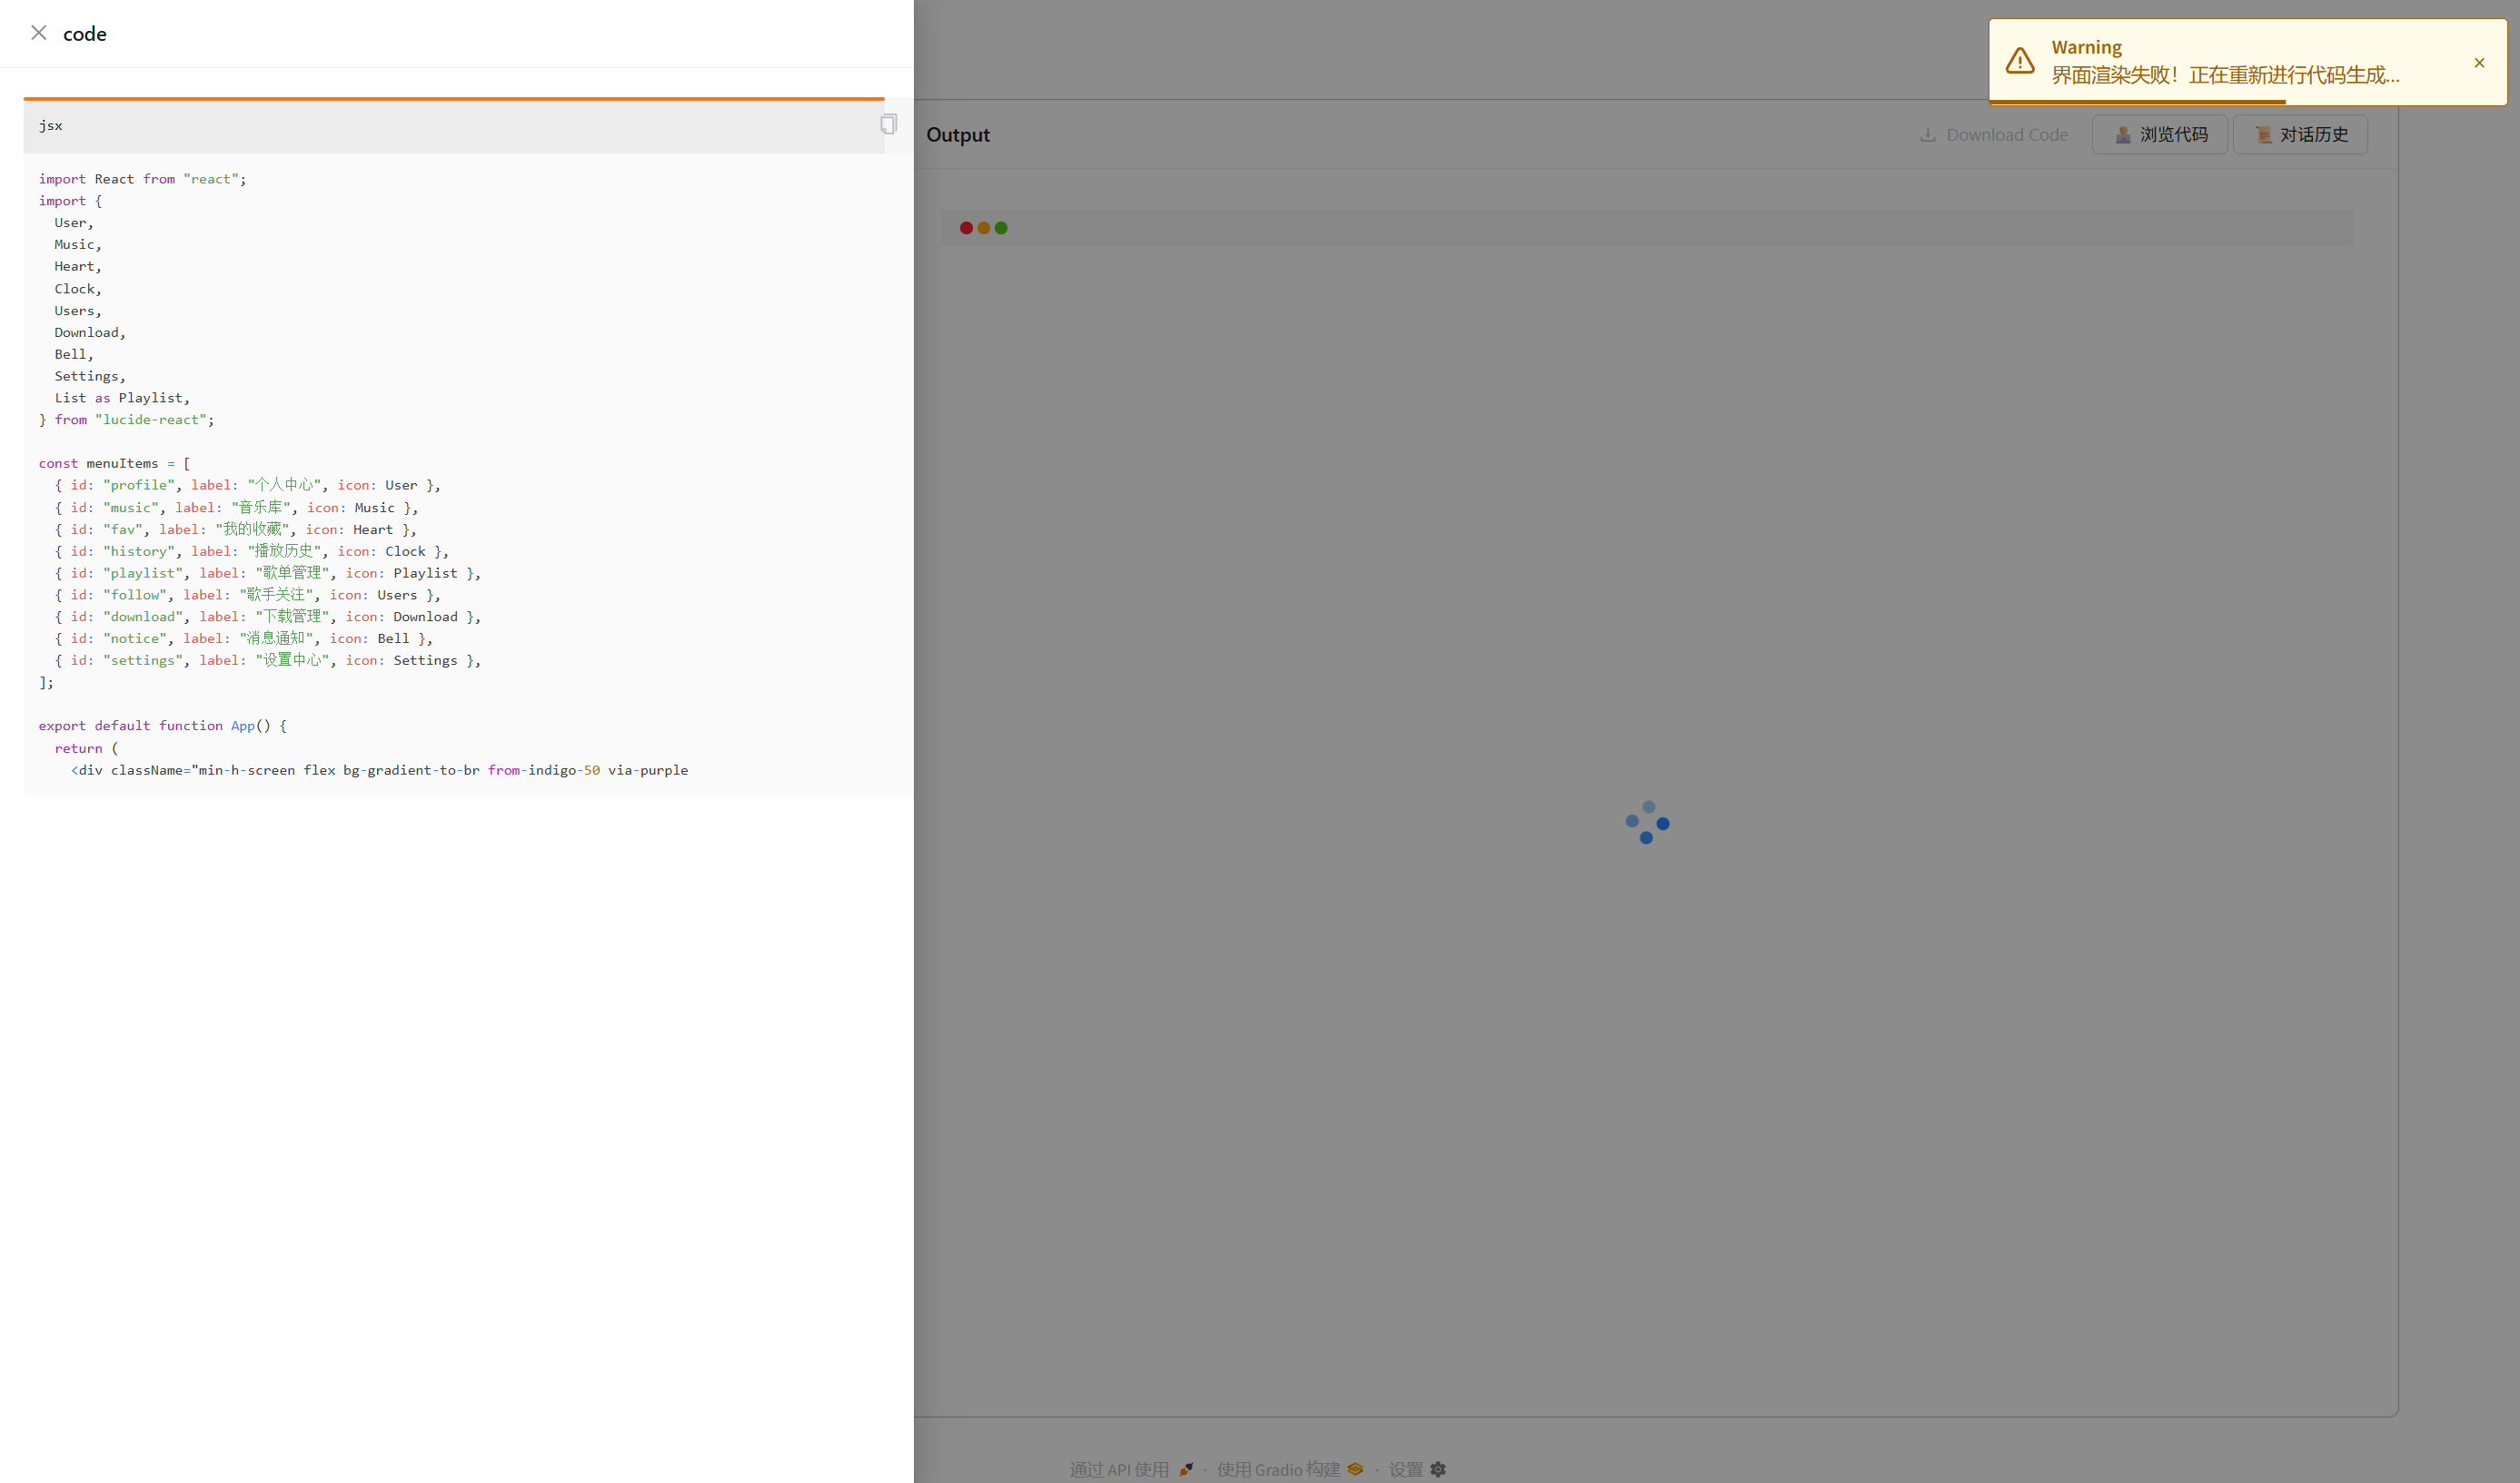 code
jsx
import React from "react";
import {
  User,
  Music,
  Heart,
  Clock,
  Users,
  Download,
  Bell,
  Settings,
  List as Playlist,
} from "lucide-react";
const menuItems = [
  { id: "profile", label: "个人中心", icon: User },
  { id: "music", label: "音乐库", icon: Music },
  { id: "fav", label: "我的收藏", icon: Heart },
  { id: "history", label: "播放历史", icon: Clock },
  { id: "playlist", label: "歌单管理", icon: Playlist },
  { id: "follow", label: "歌手关注", icon: Users },
  { id: "download", label: "下载管理", icon: Download },
  { id: "notice", label: "消息通知", icon: Bell },
  { id: "settings", label: "设置中心", icon: Settings },
];
export default function App() {
  return (
    <div className="min-h-screen flex bg-gradient-to-br from-indigo-50 via-purple
Warning
界面渲染失败！正在重新进行代码生成...
Output
Download Code
浏览代码
对话历史
通过 API 使用 · 使用 Gradio 构建 · 设置